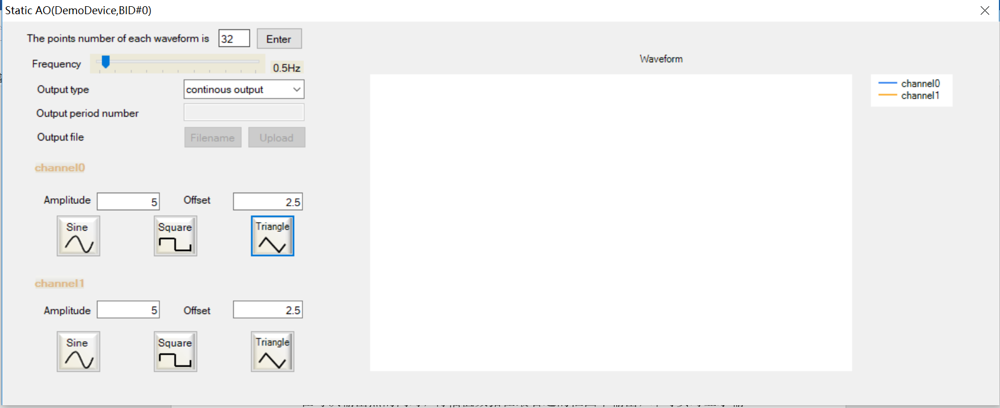 Static AO(DemoDevice,BID#0)
The points number of each waveform is 32 Enter
Frequency 0.5Hz
Output type continous output
Output period number
Output file Filename Upload
channel0
Amplitude 5 Offset 2.5
Sine Square Triangle
channel1
Amplitude 5 Offset 2.5
Sine Square Triangle
Waveform
channel0
channel1